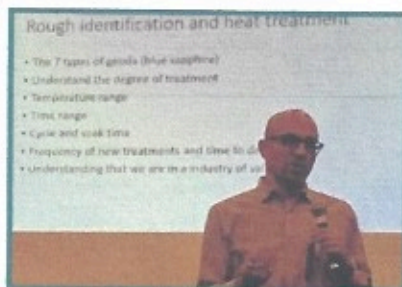 Rough identification and heat treatment
• The 7 types of geuda (blue sapphire)
• Understand the degree of treatment
• Temperature range
• Time range
• Cycle and soak time
• Frequency of new treatments and time to
• Understanding that we are in a industry of